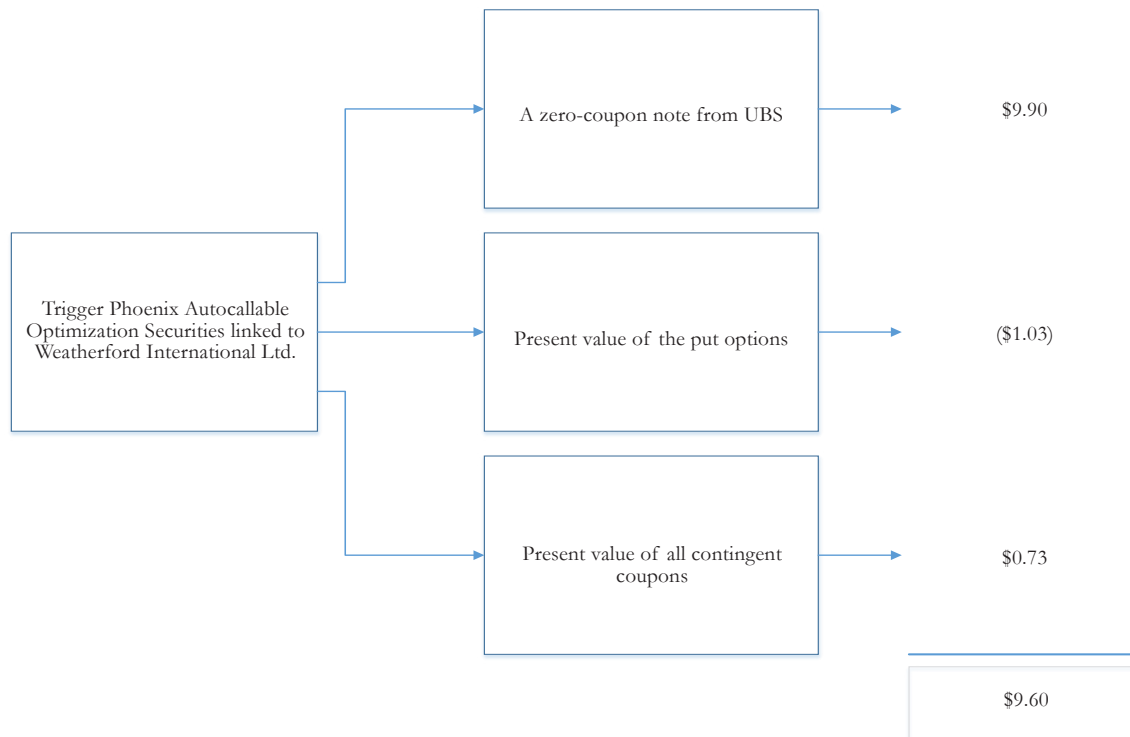 A zero-coupon note from UBS
$9.90
Trigger Phoenix Autocallable
Optimization Securities linked to
Weatherford International Ltd.
Present value of the put options
($1.03)
Present value of all contingent
coupons
$0.73
$9.60